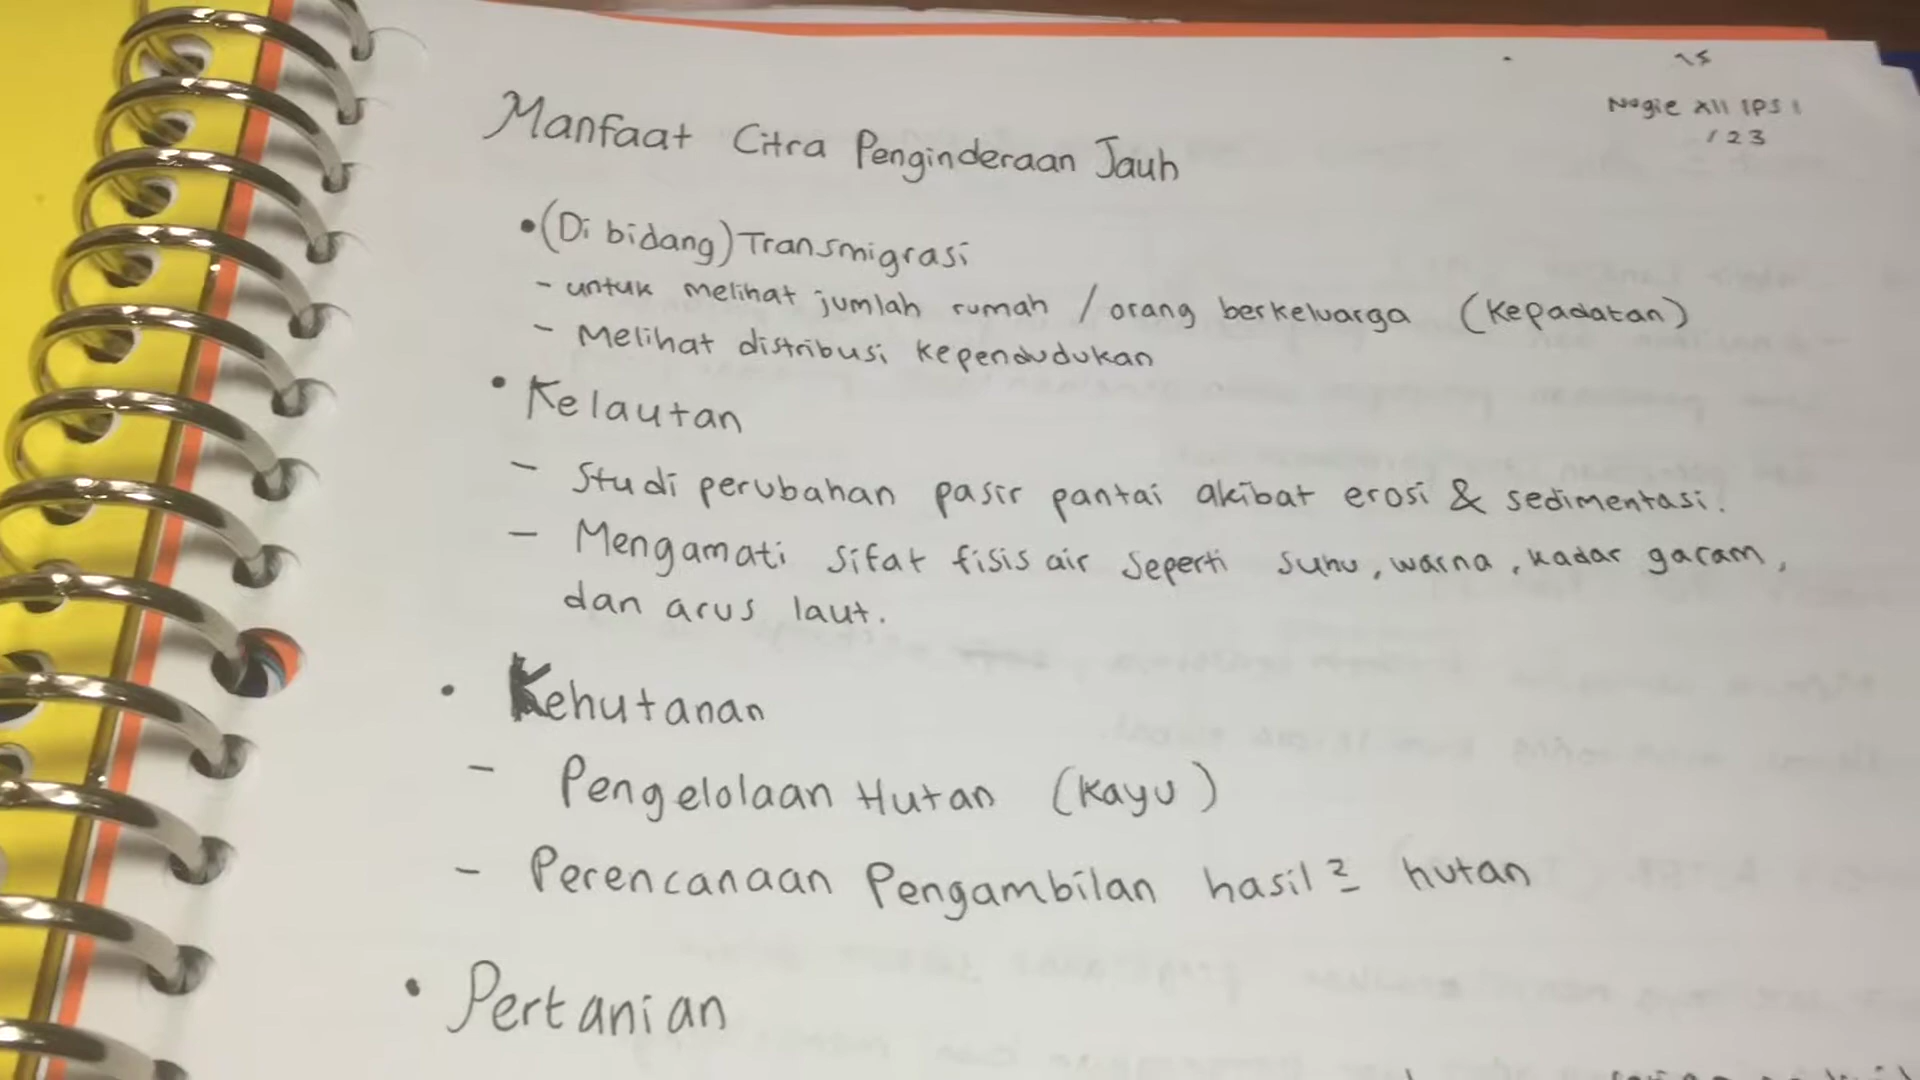 Nogie XII IPS 1
/ 23
Manfaat Citra Penginderaan Jauh
• (Di bidang) Transmigrasi
- untuk melihat jumlah rumah / orang berkeluarga (kepadatan)
- Melihat distribusi kependudukan
• Kelautan
- Studi perubahan pasir pantai akibat erosi & sedimentasi.
- Mengamati sifat fisis air seperti suhu, warna, kadar garam,
dan arus laut.
• Kehutanan
- Pengelolaan Hutan (kayu)
- Perencanaan Pengambilan hasil2 hutan
• Pertanian